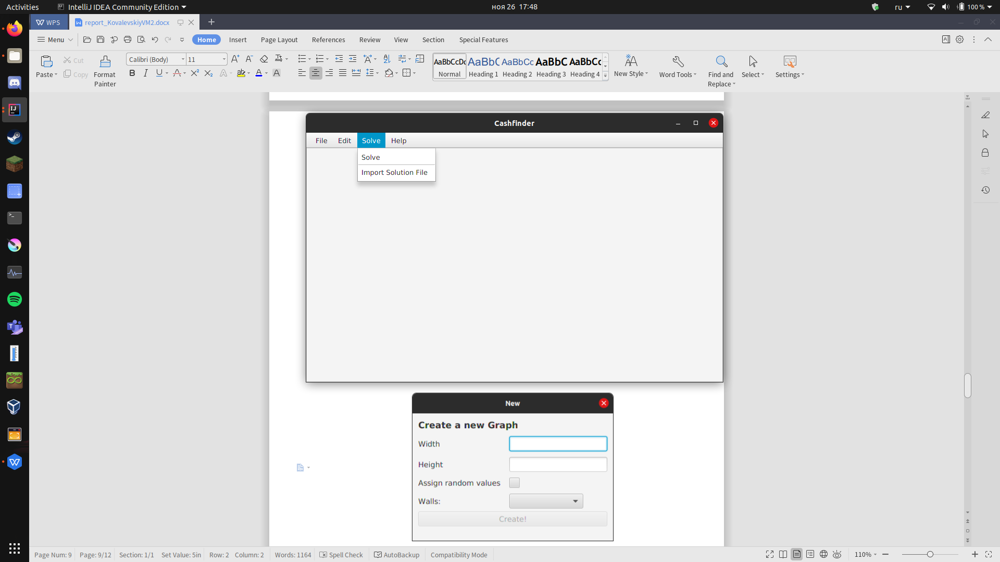 Activities
IntelliJ IDEA Community Edition
ноя 26 17:48
ru
100 %
WPS
report_KovalevskiyVM2.docx
Menu
Home
Insert
Page Layout
References
Review
View
Section
Special Features
Paste
Cut
Copy
Format
Painter
Calibri (Body)
11
AaBbCcDc
Normal
AaBbC
Heading 1
AaBbCc
Heading 2
AaBbC
Heading 3
AaBbCc
Heading 4
New Style
Word Tools
Find and
Replace
Select
Settings
Cashfinder
File
Edit
Solve
Help
Solve
Import Solution File
New
Create a new Graph
Width
Height
Assign random values
Walls:
Create!
Page Num: 9
Page: 9/12
Section: 1/1
Set Value: 5in
Row: 2
Column: 2
Words: 1164
Spell Check
AutoBackup
Compatibility Mode
110%